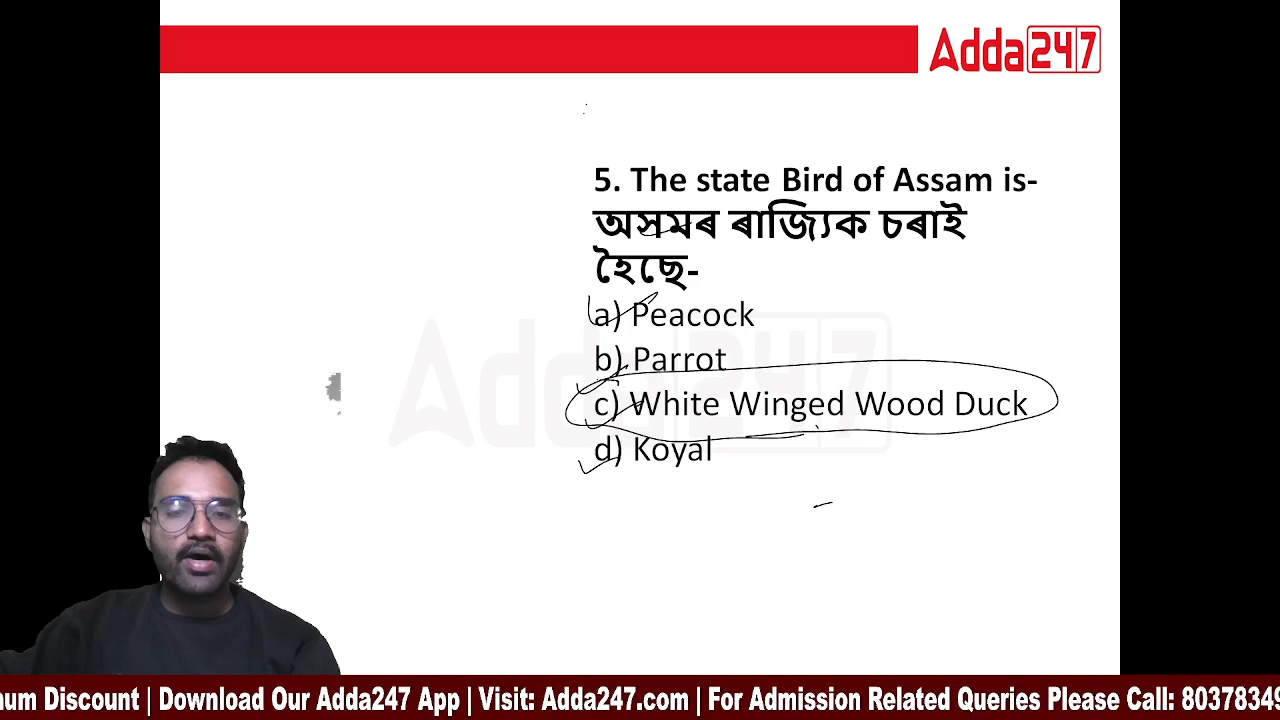 Adda247
5. The state Bird of Assam is-
অসমৰ ৰাজ্যিক চৰাই
হৈছে-
a) Peacock
b) Parrot
c) White Winged Wood Duck
d) Koyal
num Discount | Download Our Adda247 App | Visit: Adda247.com | For Admission Related Queries Please Call: 80378349